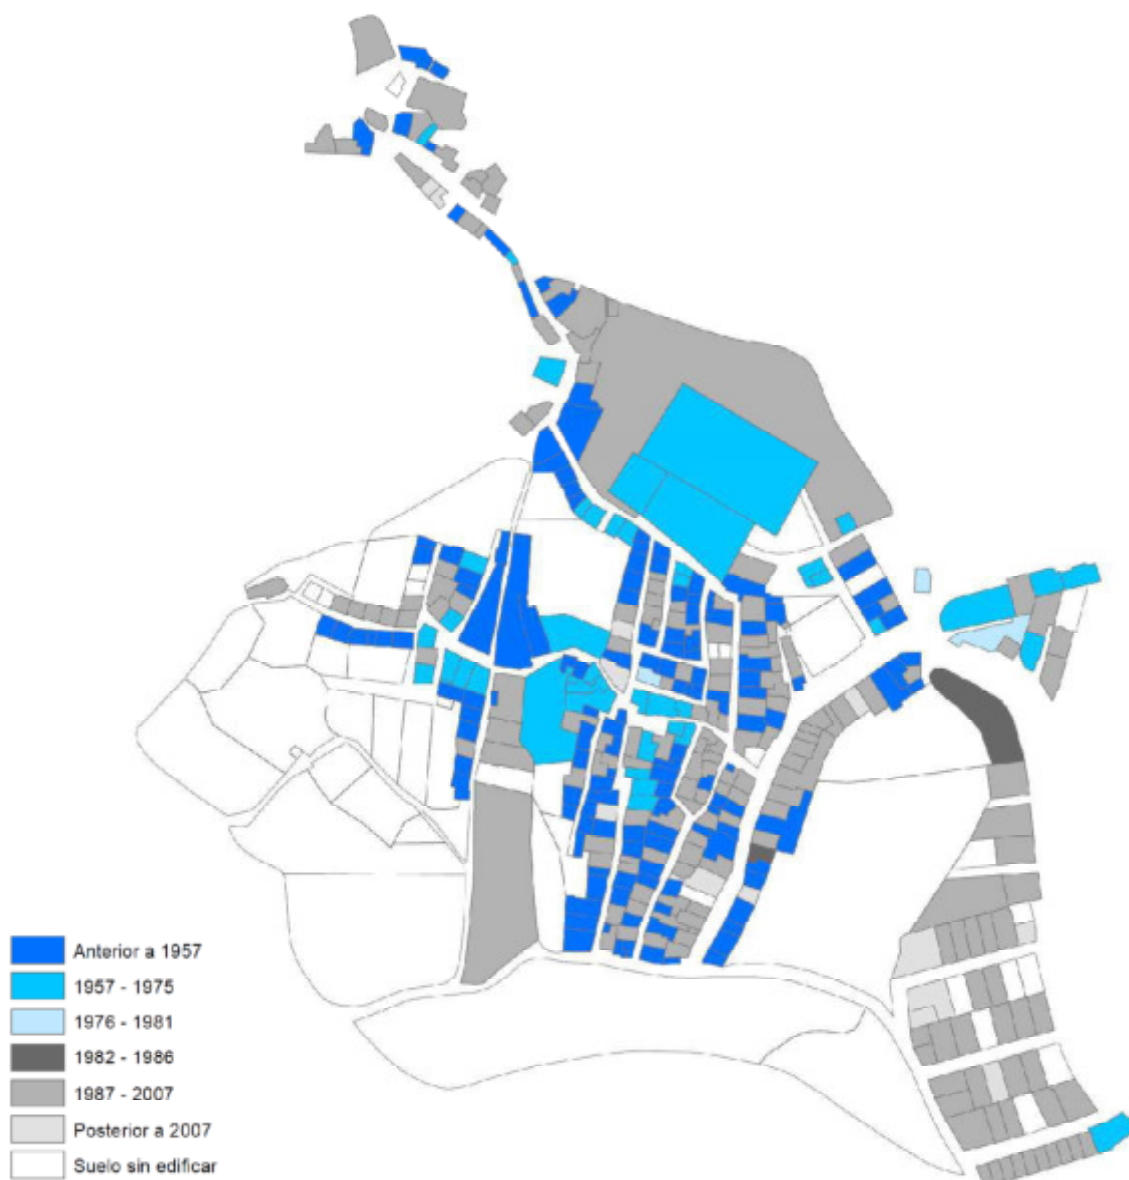 Anterior a 1957
1957 - 1975
1976 - 1981
1982 - 1986
1987 - 2007
Posterior a 2007
Suelo sin edificar